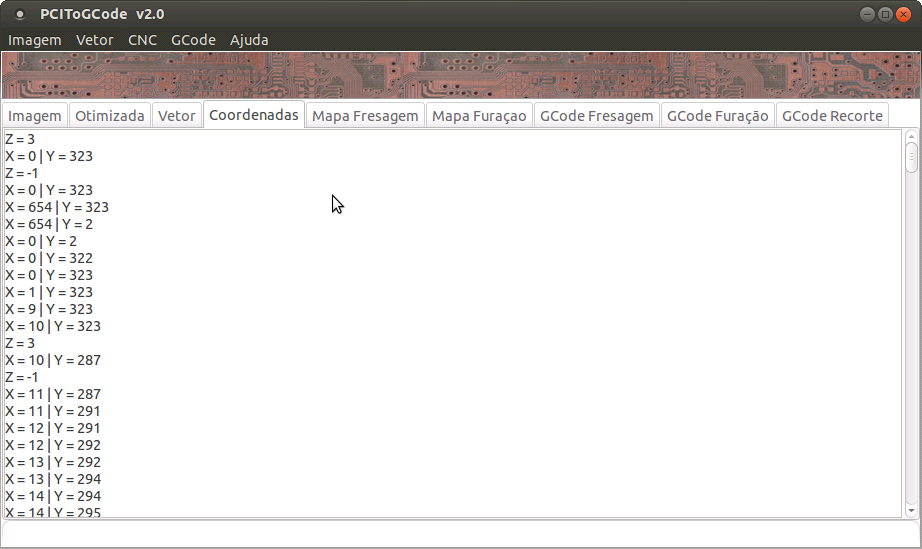 PCIToGCode v2.0
Imagem Vetor CNC GCode Ajuda
Imagem Otimizada Vetor Coordenadas Mapa Fresagem Mapa Furaçao GCode Fresagem GCode Furação GCode Recorte
Z = 3
X = 0 | Y = 323
Z = -1
X = 0 | Y = 323
X = 654 | Y = 323
X = 654 | Y = 2
X = 0 | Y = 2
X = 0 | Y = 322
X = 0 | Y = 323
X = 1 | Y = 323
X = 9 | Y = 323
X = 10 | Y = 323
Z = 3
X = 10 | Y = 287
Z = -1
X = 11 | Y = 287
X = 11 | Y = 291
X = 12 | Y = 291
X = 12 | Y = 292
X = 13 | Y = 292
X = 13 | Y = 294
X = 14 | Y = 294
X = 14 | Y = 295